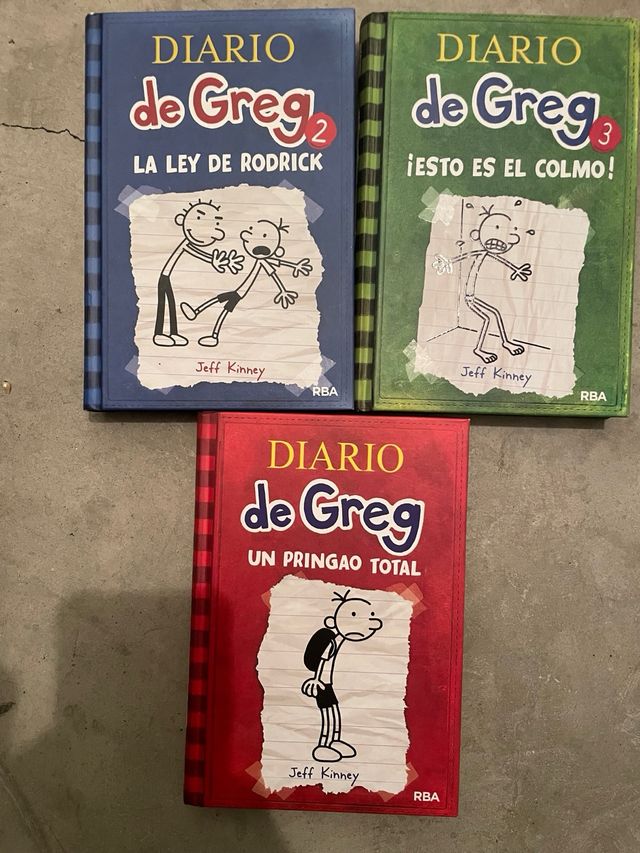 DIARIO
de Greg 2
LA LEY DE RODRICK
Jeff Kinney
RBA
DIARIO
de Greg 3
¡ESTO ES EL COLMO!
Jeff Kinney
RBA
DIARIO
de Greg
UN PRINGAO TOTAL
Jeff Kinney
RBA